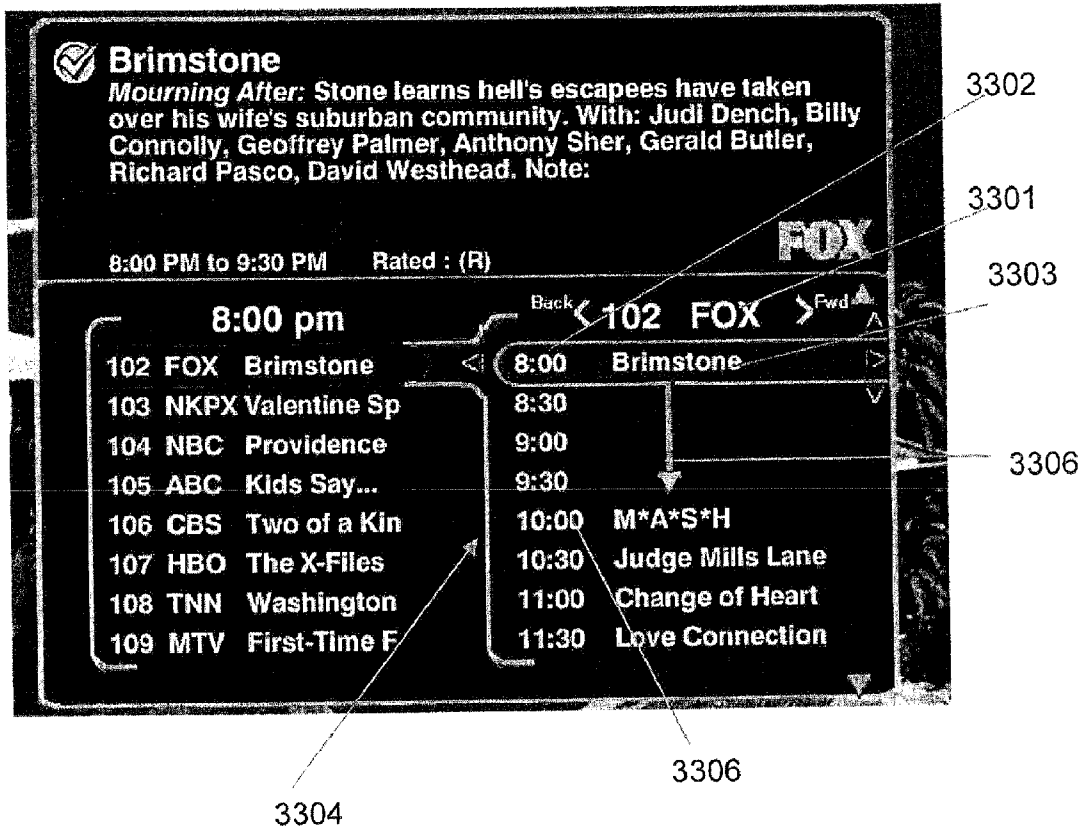 Brimstone
Mourning After: Stone learns hell's escapees have taken
over his wife's suburban community. With: Judi Dench, Billy
Connolly, Geoffrey Palmer, Anthony Sher, Gerald Butler,
Richard Pasco, David Westhead. Note:
FOX
8:00 PM to 9:30 PM Rated : (R)
8:00 pm
102 FOX Brimstone
103 NKPX Valentine Sp
104 NBC Providence
105 ABC Kids Say...
106 CBS Two of a Kin
107 HBO The X-Files
108 TNN Washington
109 MTV First-Time F
Back < 102 FOX > Fwd
8:00 Brimstone
8:30
9:00
9:30
10:00 M*A*S*H
10:30 Judge Mills Lane
11:00 Change of Heart
11:30 Love Connection
3302
3301
3303
3306
3306
3304